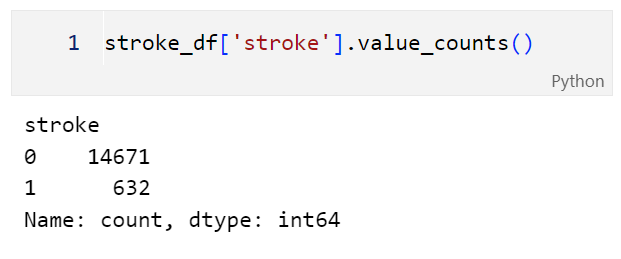 1 stroke_df['stroke'].value_counts()
Python
stroke
0    14671
1      632
Name: count, dtype: int64